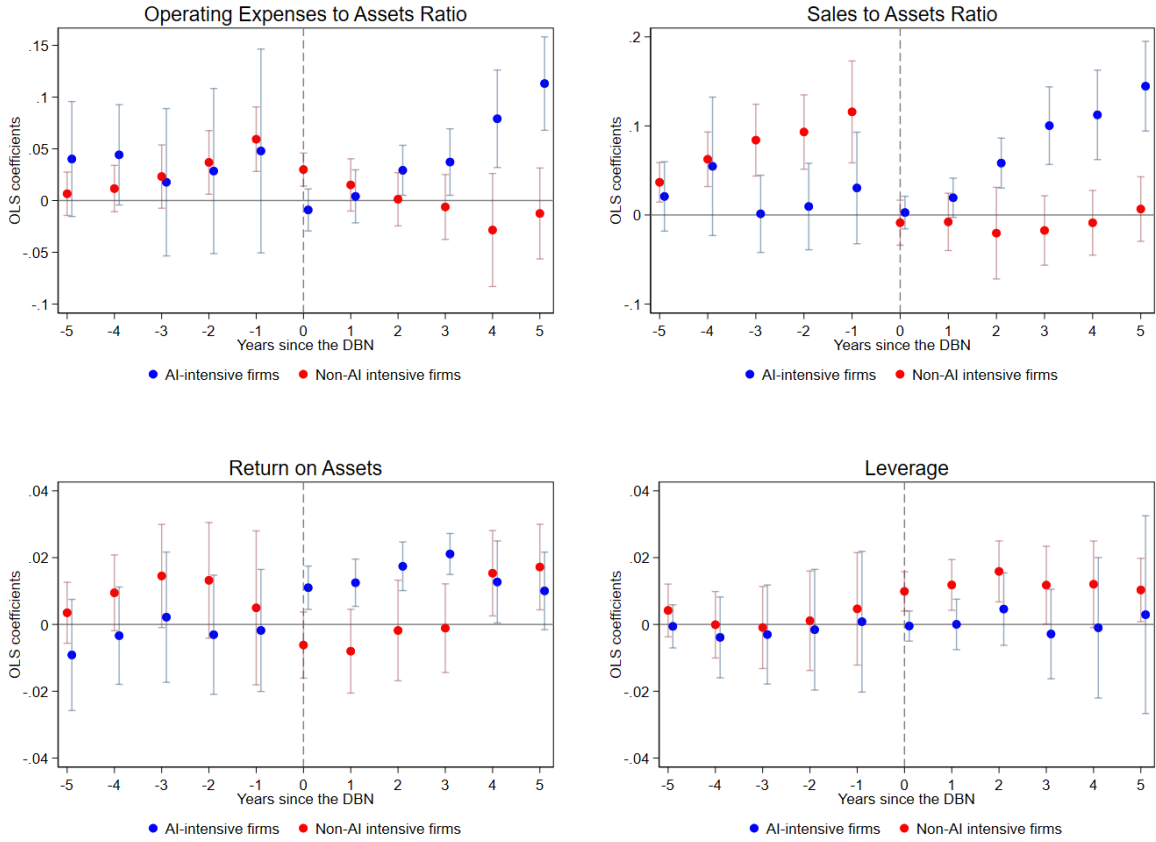 Operating Expenses to Assets Ratio
OLS coefficients
.15
.1
.05
0
-.05
-.1
-5 -4 -3 -2 -1 0 1 2 3 4 5
Years since the DBN
AI-intensive firms Non-AI intensive firms
Sales to Assets Ratio
OLS coefficients
.2
.1
0
-.1
-5 -4 -3 -2 -1 0 1 2 3 4 5
Years since the DBN
AI-intensive firms Non-AI intensive firms
Return on Assets
OLS coefficients
.04
.02
0
-.02
-.04
-5 -4 -3 -2 -1 0 1 2 3 4 5
Years since the DBN
AI-intensive firms Non-AI intensive firms
Leverage
OLS coefficients
.04
.02
0
-.02
-.04
-5 -4 -3 -2 -1 0 1 2 3 4 5
Years since the DBN
AI-intensive firms Non-AI intensive firms